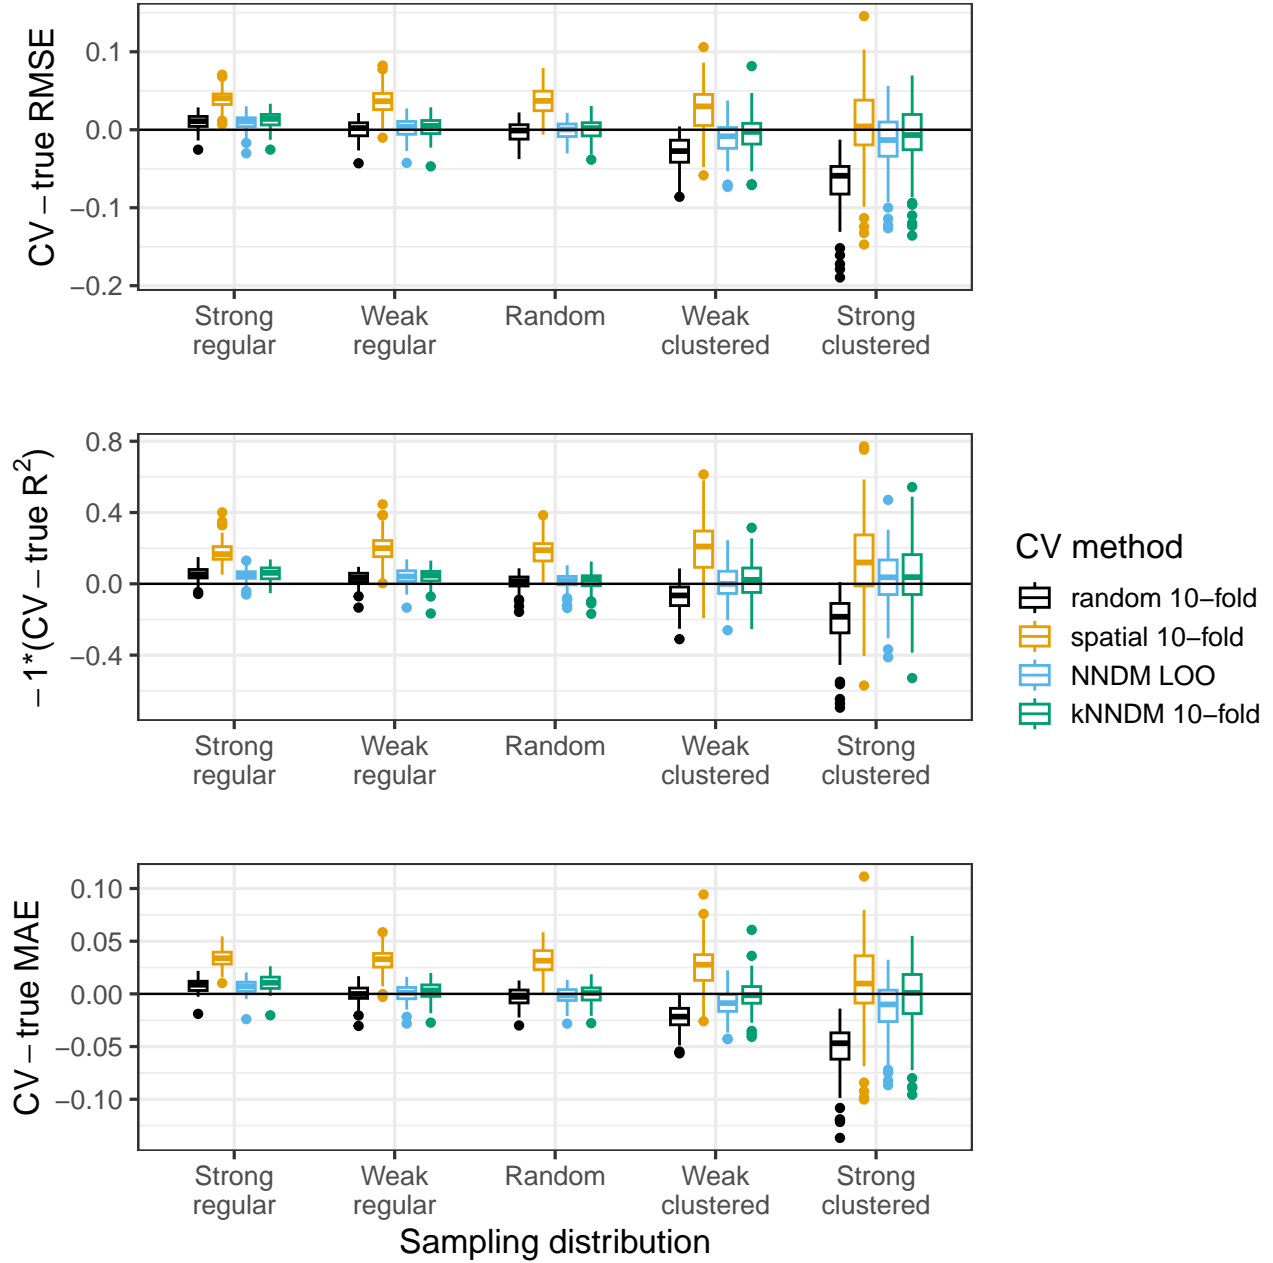 CV − true RMSE
0.1
0.0
−0.1
−0.2
Strong regular
Weak regular
Random
Weak clustered
Strong clustered
−1*(CV − true R²)
0.8
0.4
0.0
−0.4
Strong regular
Weak regular
Random
Weak clustered
Strong clustered
CV method
random 10−fold
spatial 10−fold
NNDM LOO
kNNDM 10−fold
CV − true MAE
0.10
0.05
0.00
−0.05
−0.10
Strong regular
Weak regular
Random
Weak clustered
Strong clustered
Sampling distribution